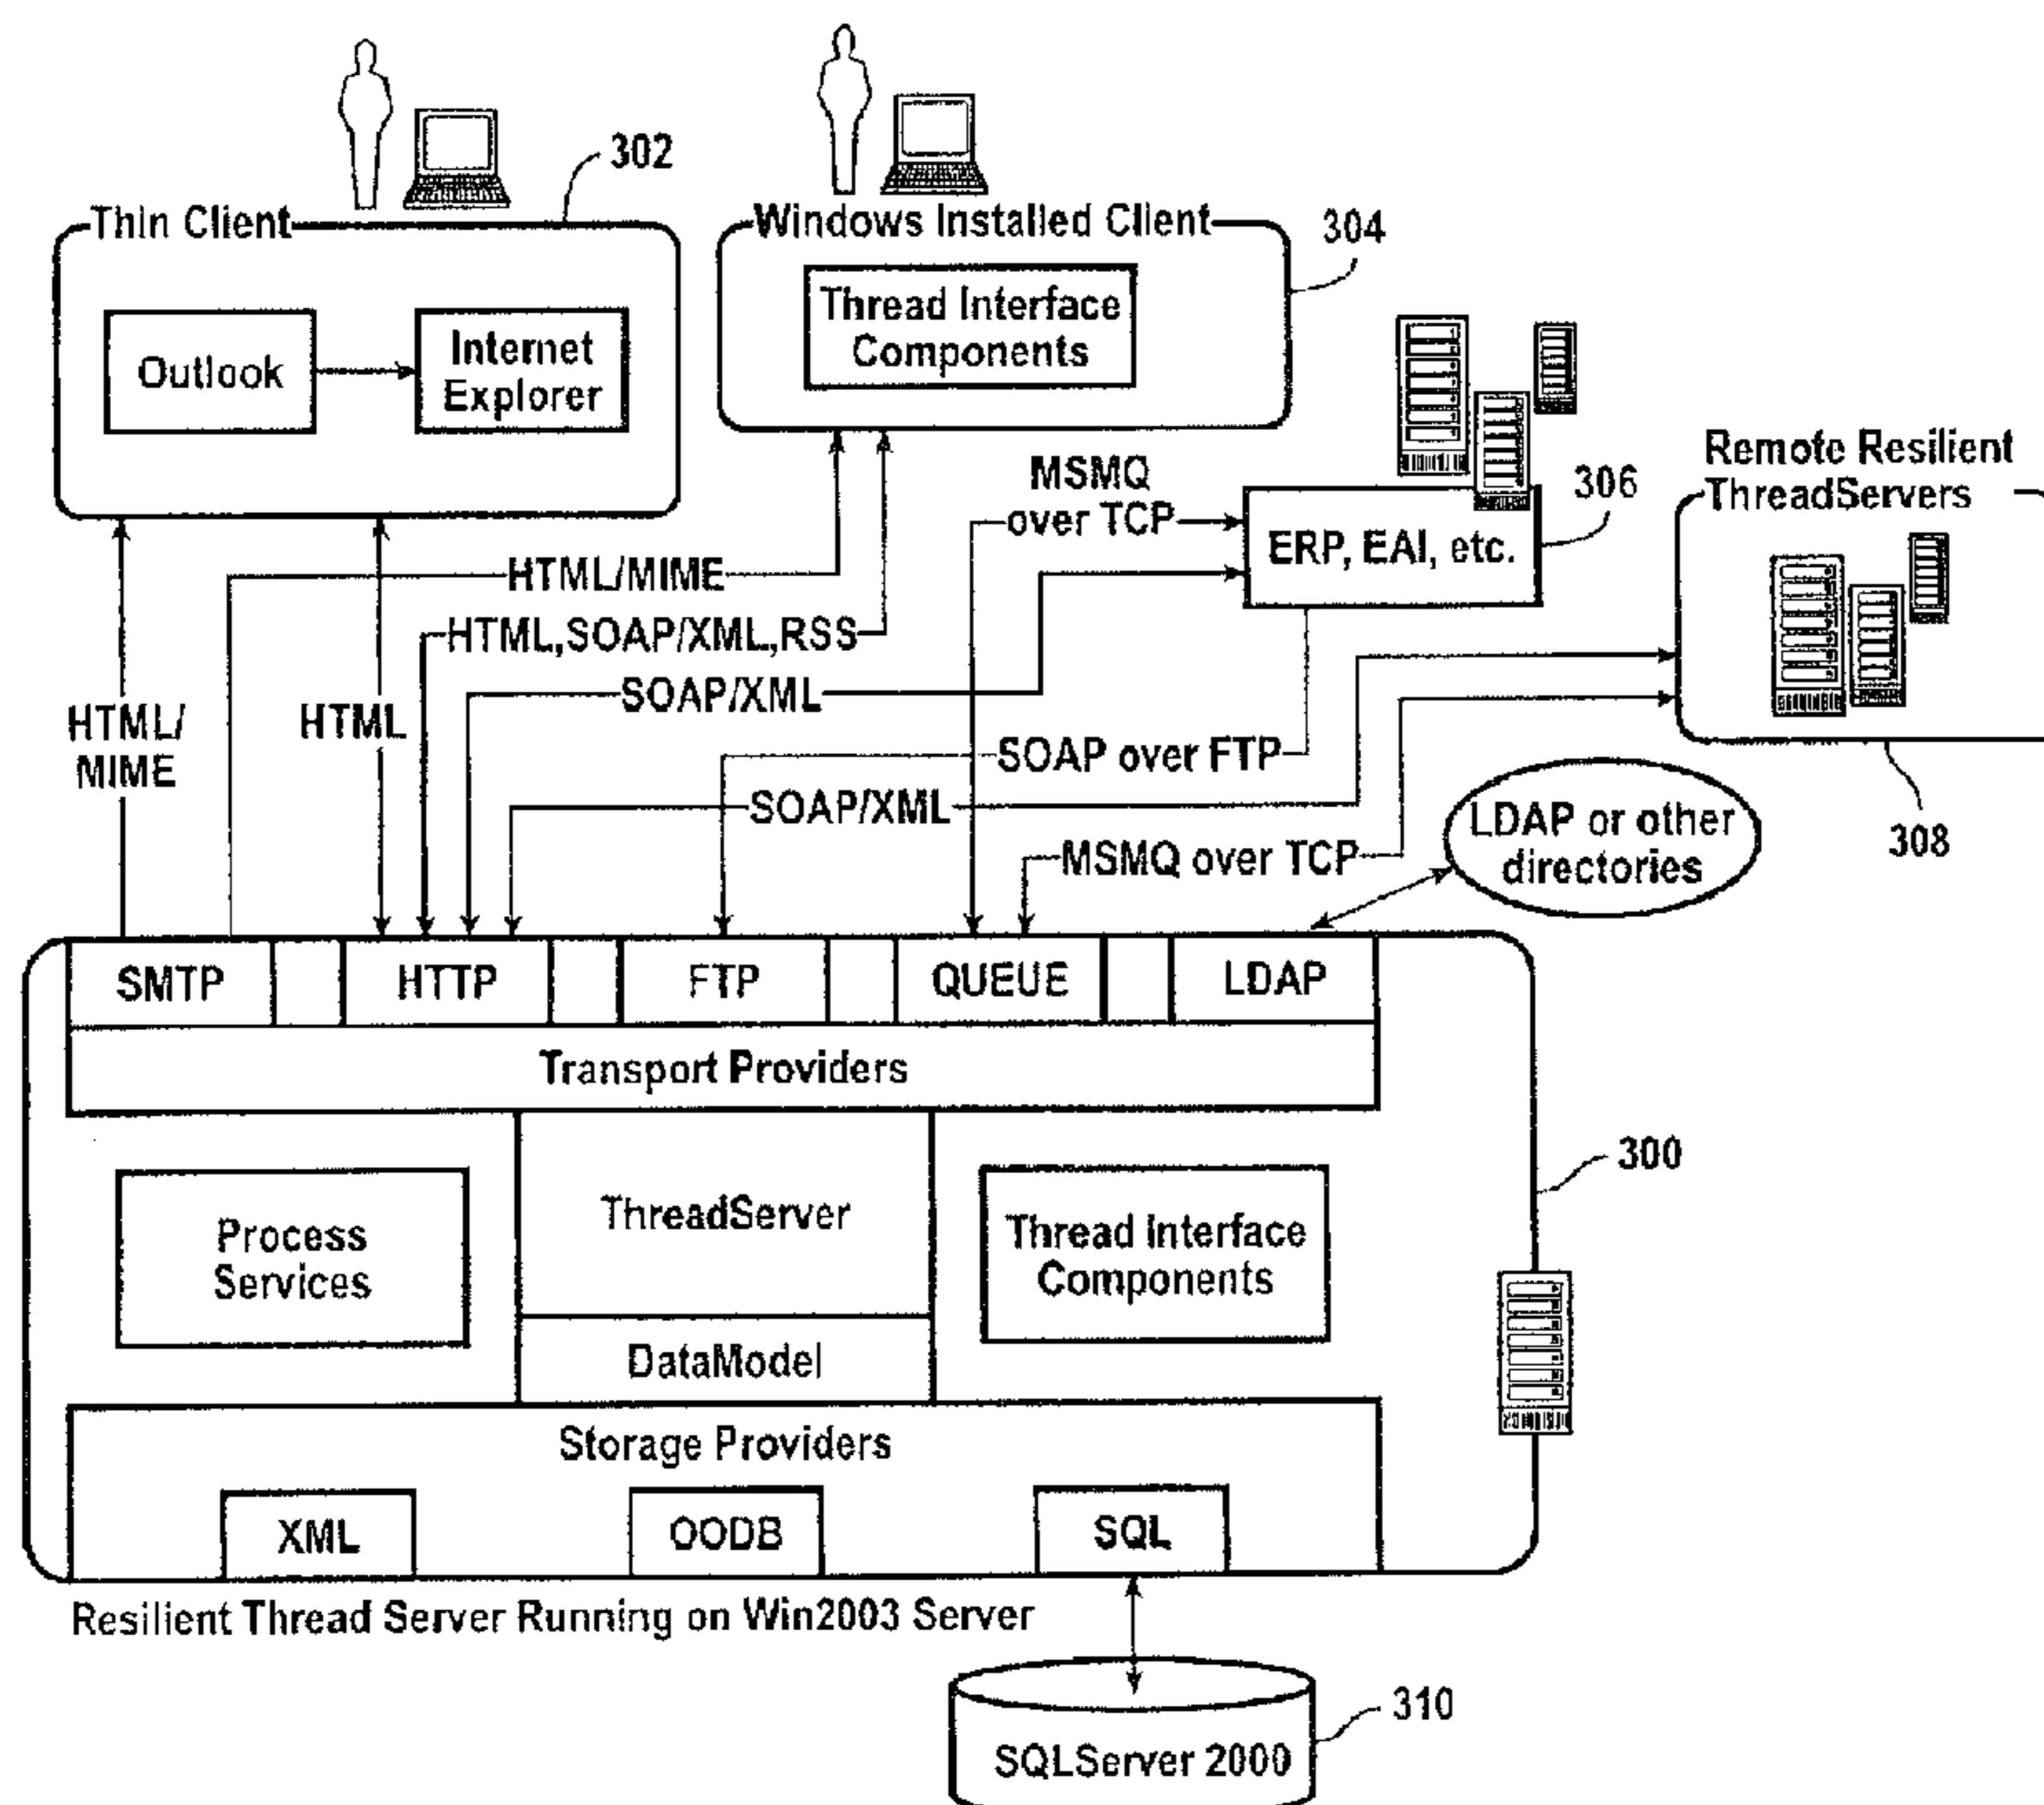 302
Thin Client
Windows Installed Client
304
Outlook
Internet
Explorer
Thread Interface
Components
Remote Resilient
ThreadServers
306
MSMQ
over TCP
ERP, EAI, etc.
HTML/MIME
HTML,SOAP/XML,RSS
SOAP/XML
HTML/
MIME
HTML
SOAP over FTP
SOAP/XML
LDAP or other
directories
308
MSMQ over TCP
SMTP
HTTP
FTP
QUEUE
LDAP
Transport Providers
300
Process
Services
ThreadServer
Thread Interface
Components
DataModel
Storage Providers
XML
OODB
SQL
Resilient Thread Server Running on Win2003 Server
310
SQLServer 2000